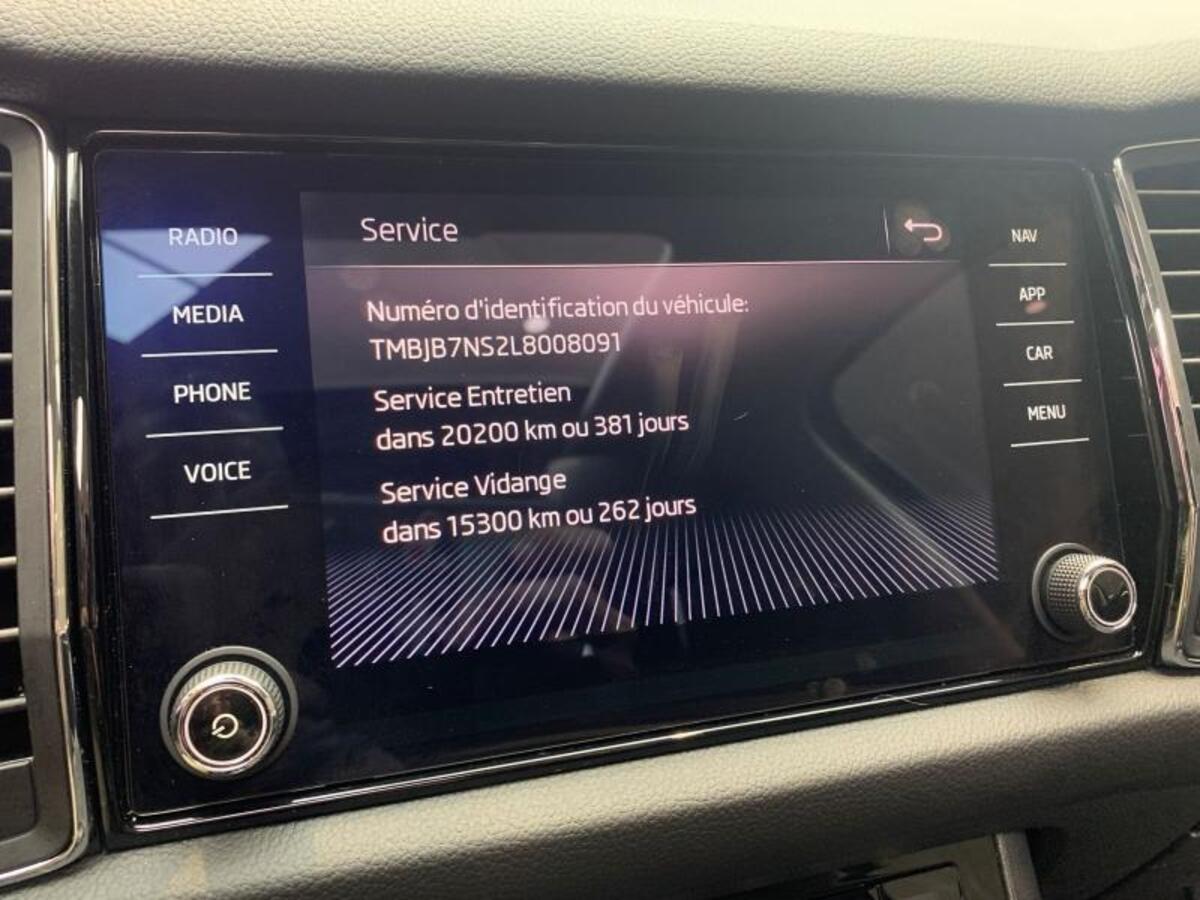 Service
RADIO
MEDIA
PHONE
VOICE
Numéro d'identification du véhicule:
TMBJB7NS2L8008091
Service Entretien
dans 20200 km ou 381 jours
Service Vidange
dans 15300 km ou 262 jours
NAV
APP
CAR
MENU